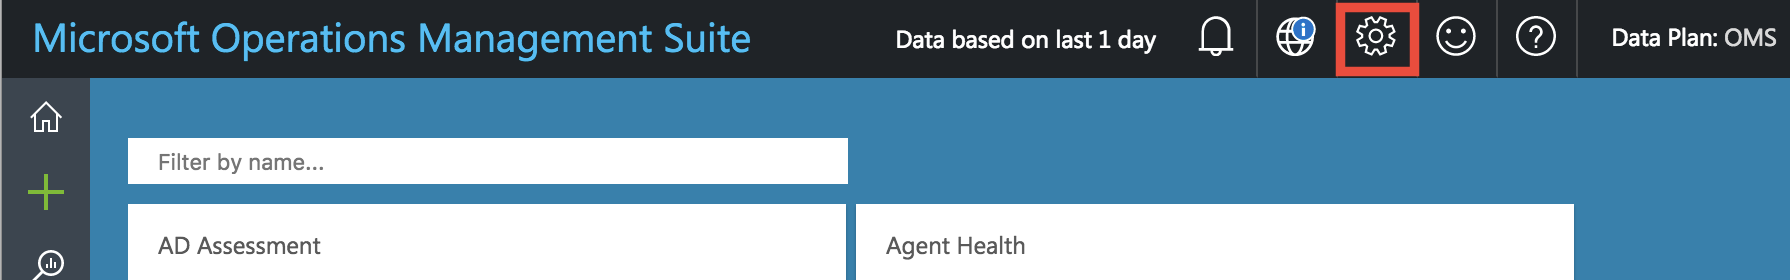 Microsoft Operations Management Suite
Data based on last 1 day
i
?
Data Plan: OMS
Filter by name...
AD Assessment
Agent Health